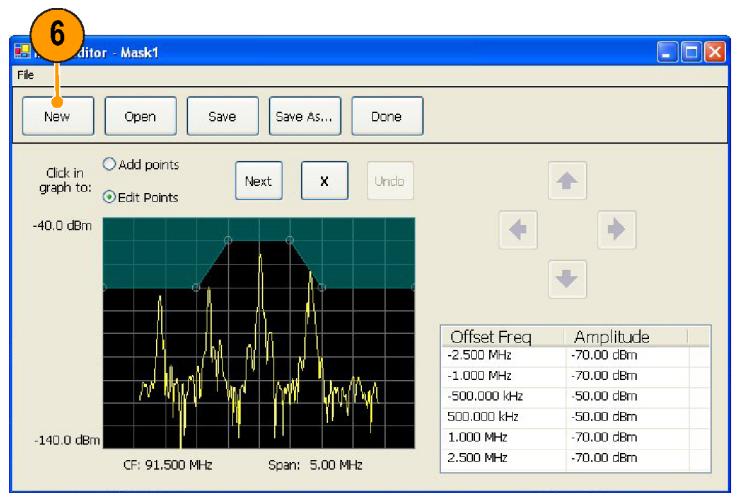 6
ditor - Mask1
File
New Open Save Save As... Done
Click in graph to:
Add points
Edit Points
Next X Undo
-40.0 dBm
-140.0 dBm
CF: 91.500 MHz Span: 5.00 MHz
Offset Freq Amplitude
-2.500 MHz -70.00 dBm
-1.000 MHz -70.00 dBm
-500.000 kHz -50.00 dBm
500.000 kHz -50.00 dBm
1.000 MHz -70.00 dBm
2.500 MHz -70.00 dBm